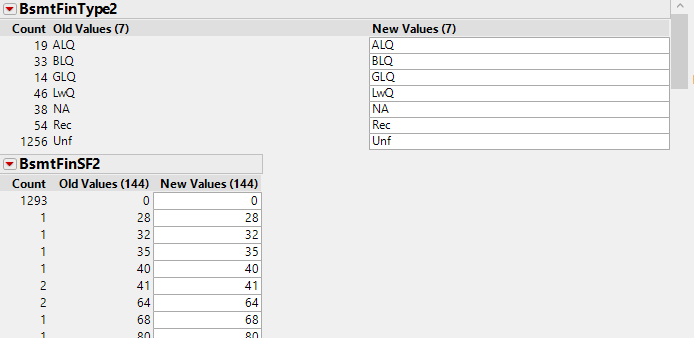 BsmtFinType2
Count Old Values (7) New Values (7)
19 ALQ ALQ
33 BLQ BLQ
14 GLQ GLQ
46 LwQ LwQ
38 NA NA
54 Rec Rec
1256 Unf Unf
BsmtFinSF2
Count Old Values (144) New Values (144)
1293 0 0
1 28 28
1 32 32
1 35 35
1 40 40
2 41 41
2 64 64
1 68 68
1 80 80